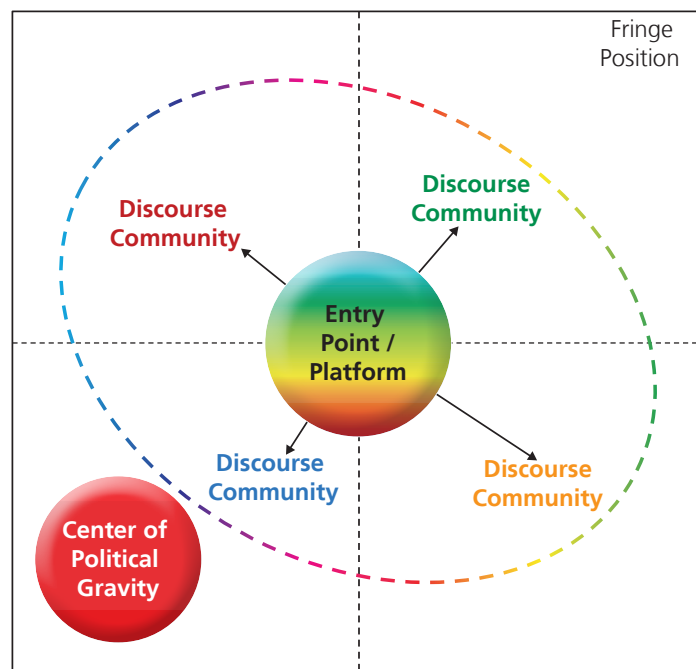 Fringe
Position
Discourse
Community
Discourse
Community
Entry
Point /
Platform
Discourse
Community
Discourse
Community
Center of
Political
Gravity